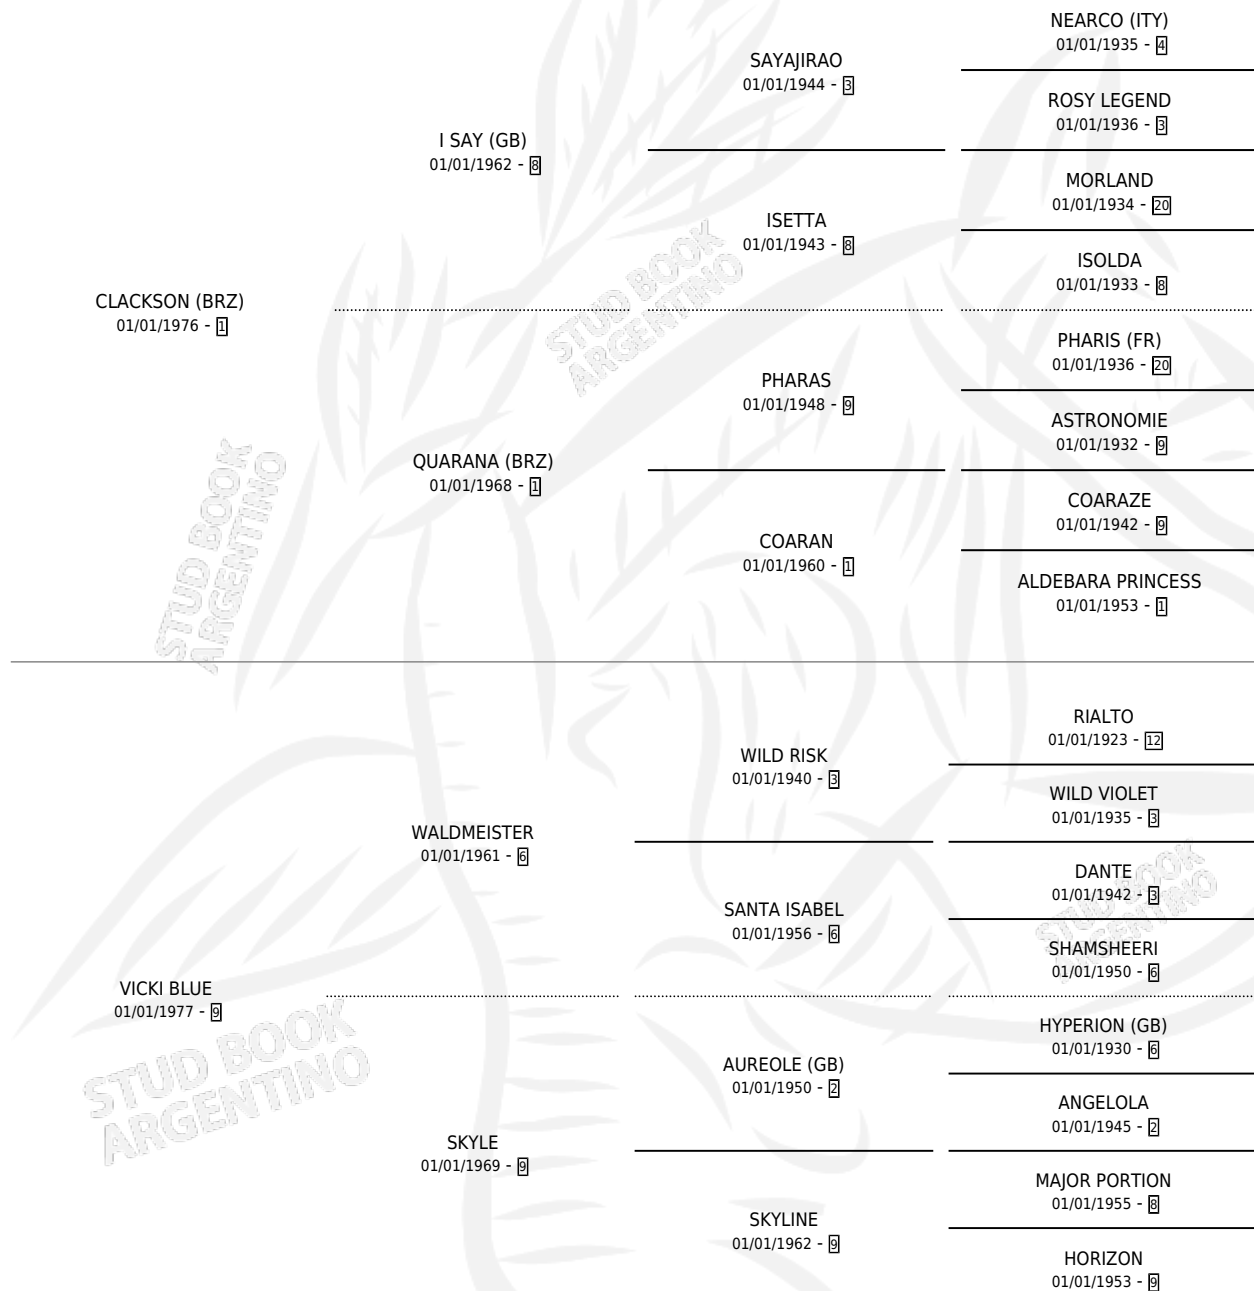 NEARCO (ITY)
01/01/1935 - 4
SAYAJIRAO
01/01/1944 - 3
ROSY LEGEND
01/01/1936 - 3
I SAY (GB)
01/01/1962 - 8
MORLAND
01/01/1934 - 20
ISETTA
01/01/1943 - 8
ISOLDA
01/01/1933 - 8
CLACKSON (BRZ)
01/01/1976 - 1
PHARIS (FR)
01/01/1936 - 20
PHARAS
01/01/1948 - 9
ASTRONOMIE
01/01/1932 - 9
QUARANA (BRZ)
01/01/1968 - 1
COARAZE
01/01/1942 - 9
COARAN
01/01/1960 - 1
ALDEBARA PRINCESS
01/01/1953 - 1
RIALTO
01/01/1923 - 12
WILD RISK
01/01/1940 - 3
WILD VIOLET
01/01/1935 - 3
WALDMEISTER
01/01/1961 - 6
DANTE
01/01/1942 - 3
SANTA ISABEL
01/01/1956 - 6
SHAMSHEERI
01/01/1950 - 6
VICKI BLUE
01/01/1977 - 9
HYPERION (GB)
01/01/1930 - 6
AUREOLE (GB)
01/01/1950 - 2
ANGELOLA
01/01/1945 - 2
SKYLE
01/01/1969 - 9
MAJOR PORTION
01/01/1955 - 8
SKYLINE
01/01/1962 - 9
HORIZON
01/01/1953 - 9
STUD BOOK
ARGENTINO
STUD BOOK
ARGENTINO
STUD BOOK
ARGENTINO
STUD BOOK
ARGENTINO